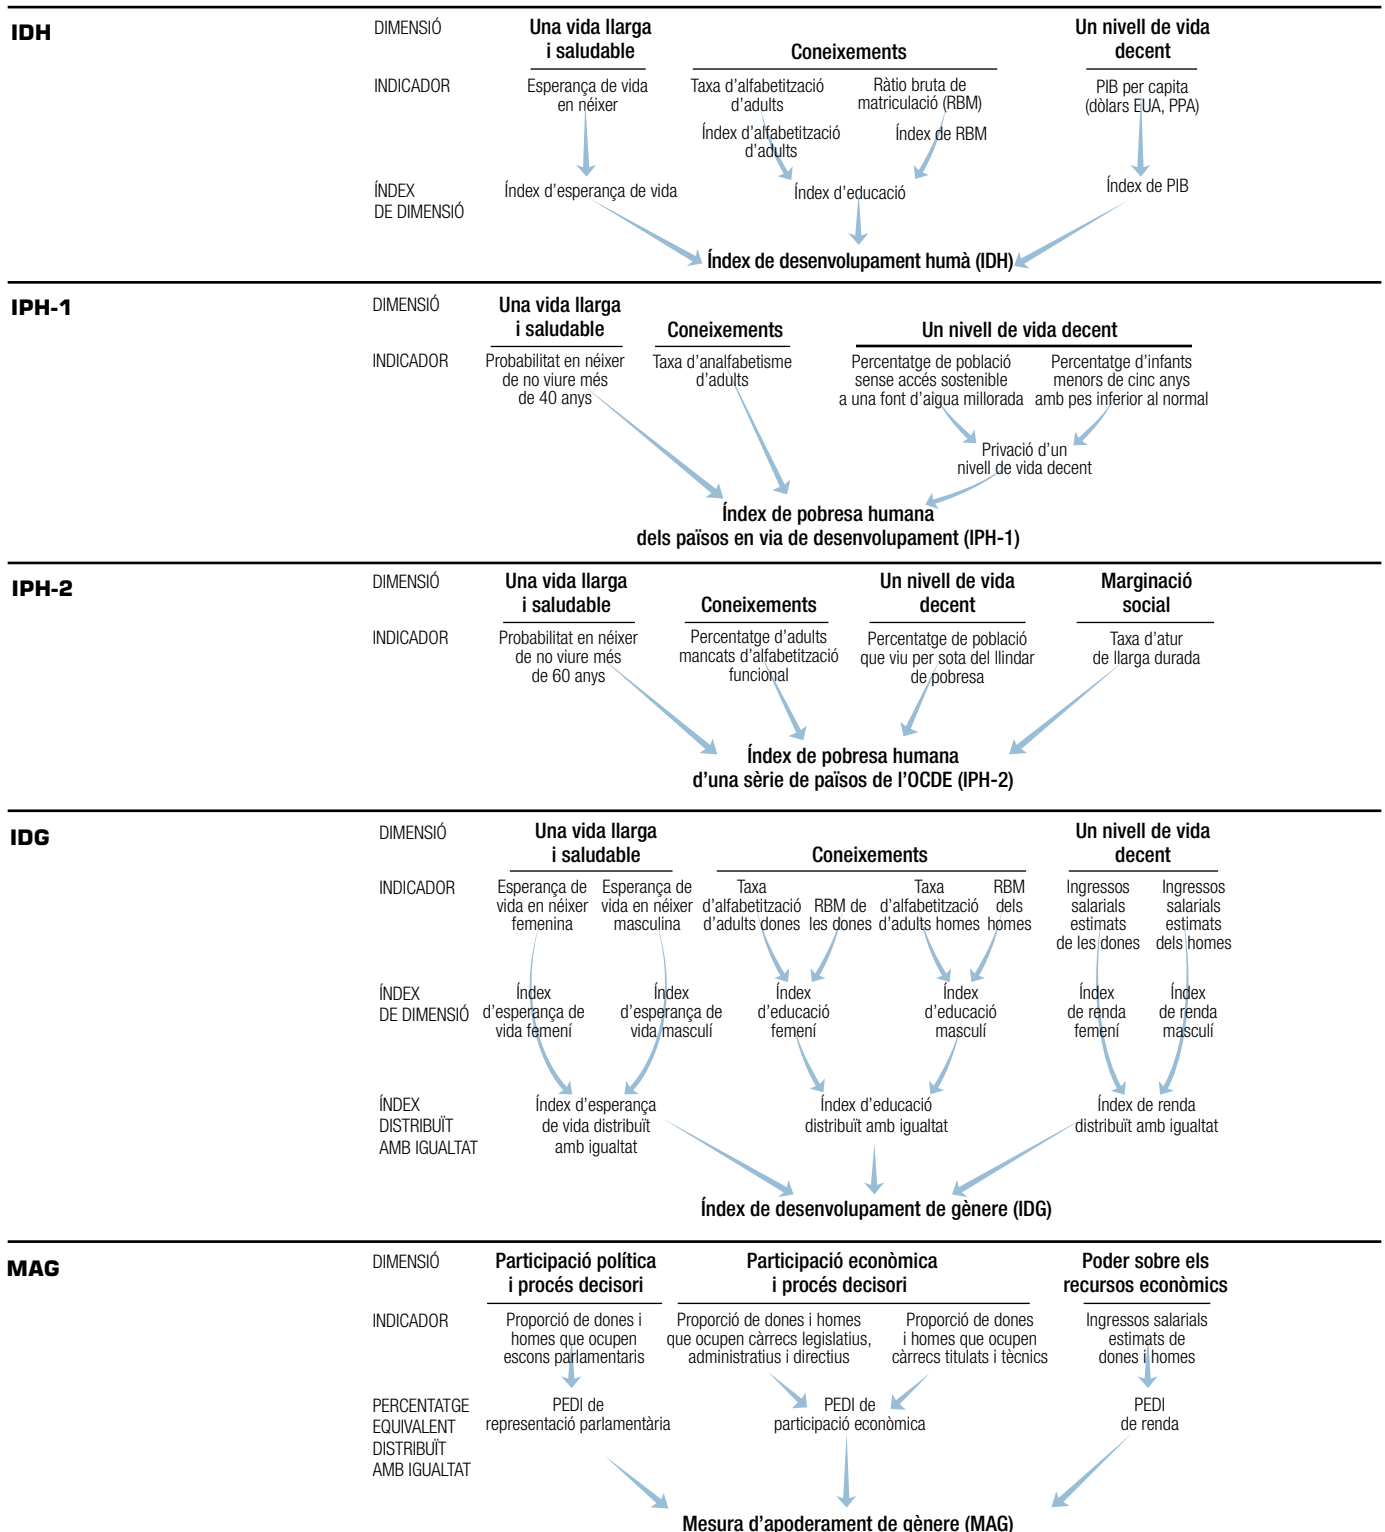 IDH
DIMENSIÓ
Una vida llarga
i saludable
Coneixements
Un nivell de vida
decent
INDICADOR
Esperança de vida
en néixer
Taxa d'alfabetització
d'adults
Ràtio bruta de
matriculació (RBM)
PIB per capita
(dòlars EUA, PPA)
Índex d'alfabetització
d'adults
Índex de RBM
ÍNDEX
DE DIMENSIÓ
Índex d'esperança de vida
Índex d'educació
Índex de PIB
Índex de desenvolupament humà (IDH)
IPH-1
DIMENSIÓ
Una vida llarga
i saludable
Coneixements
Un nivell de vida decent
INDICADOR
Probabilitat en néixer
de no viure més
de 40 anys
Taxa d'analfabetisme
d'adults
Percentatge de població
sense accés sostenible
a una font d'aigua millorada
Percentatge d'infants
menors de cinc anys
amb pes inferior al normal
Privació d'un
nivell de vida decent
Índex de pobresa humana
dels països en via de desenvolupament (IPH-1)
IPH-2
DIMENSIÓ
Una vida llarga
i saludable
Coneixements
Un nivell de vida
decent
Marginació
social
INDICADOR
Probabilitat en néixer
de no viure més
de 60 anys
Percentatge d'adults
mancats d'alfabetització
funcional
Percentatge de població
que viu per sota del llindar
de pobresa
Taxa d'atur
de llarga durada
Índex de pobresa humana
d'una sèrie de països de l'OCDE (IPH-2)
IDG
DIMENSIÓ
Una vida llarga
i saludable
Coneixements
Un nivell de vida
decent
INDICADOR
Esperança de
vida en néixer
femenina
Esperança de
vida en néixer
masculina
Taxa
d'alfabetització
d'adults dones
RBM de
les dones
Taxa
d'alfabetització
d'adults homes
RBM
dels
homes
Ingressos
salarials
estimats
de les dones
Ingressos
salarials
estimats
dels homes
ÍNDEX
DE DIMENSIÓ
Índex
d'esperança de
vida femení
Índex
d'esperança de
vida masculí
Índex
d'educació
femení
Índex
d'educació
masculí
Índex
de renda
femení
Índex
de renda
masculí
ÍNDEX
DISTRIBUÏT
AMB IGUALTAT
Índex d'esperança
de vida distribuït
amb igualtat
Índex d'educació
distribuït amb igualtat
Índex de renda
distribuït amb igualtat
Índex de desenvolupament de gènere (IDG)
MAG
DIMENSIÓ
Participació política
i procés decisori
Participació econòmica
i procés decisori
Poder sobre els
recursos econòmics
INDICADOR
Proporció de dones i
homes que ocupen
escons parlamentaris
Proporció de dones i homes
que ocupen càrrecs legislatius,
administratius i directius
Proporció de dones
i homes que ocupen
càrrecs titulats i tècnics
Ingressos salarials
estimats de
dones i homes
PERCENTATGE
EQUIVALENT
DISTRIBUÏT
AMB IGUALTAT
PEDI de
representació parlamentària
PEDI de
participació econòmica
PEDI
de renda
Mesura d'apoderament de gènere (MAG)